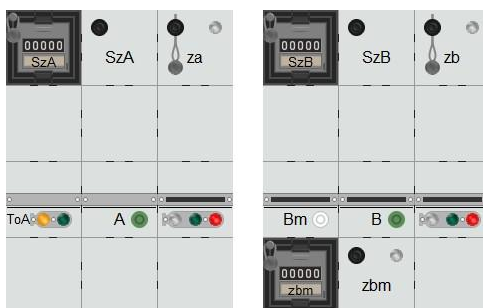 00000 SzA SzA za
00000 SzB SzB zb
ToA A
Bm B
00000 zbm zbm